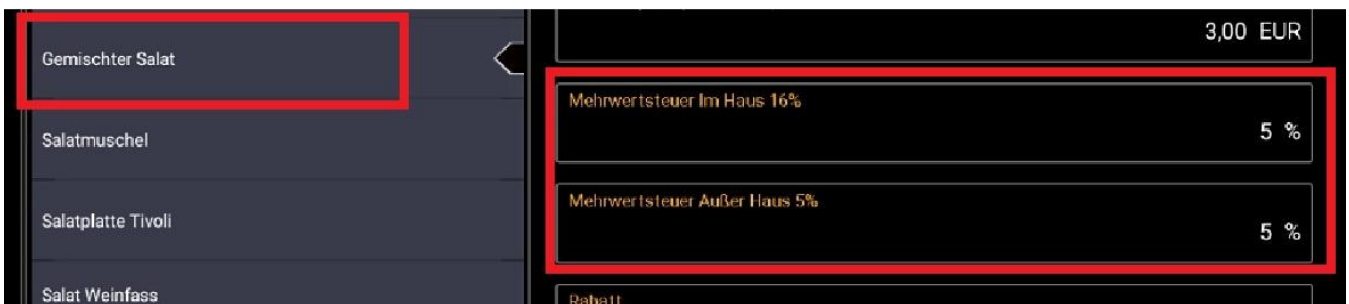 Gemischter Salat
Salatmuschel
Salatplatte Tivoli
Salat Weinfass
3,00 EUR
Mehrwertsteuer Im Haus 16%
5 %
Mehrwertsteuer Außer Haus 5%
5 %
Rabatt